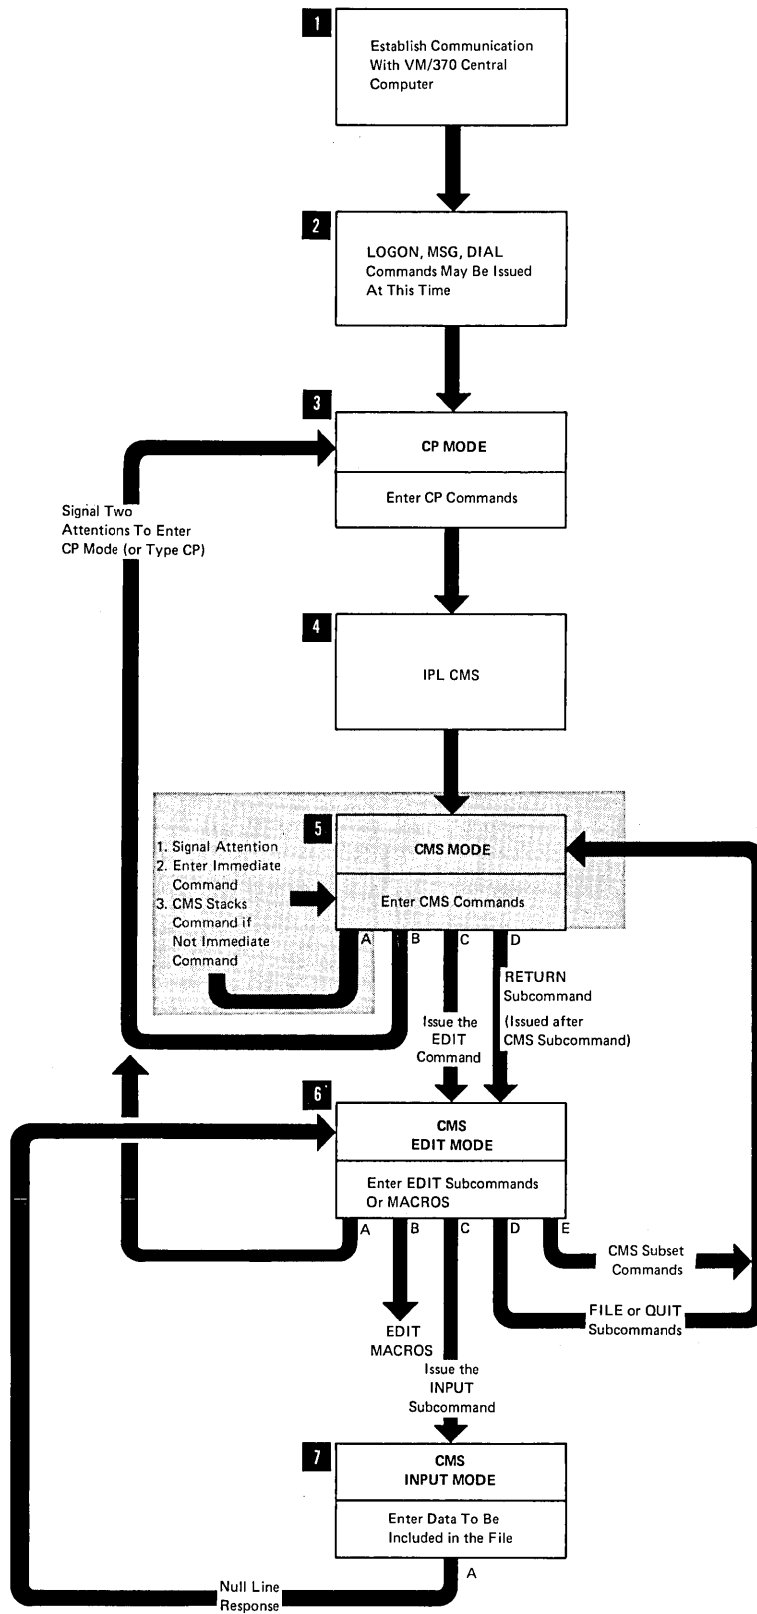 1
Establish Communication
With VM/370 Central
Computer
2
LOGON, MSG, DIAL
Commands May Be Issued
At This Time
3
CP MODE
Enter CP Commands
Signal Two
Attentions To Enter
CP Mode (or Type CP)
4
IPL CMS
5
CMS MODE
Enter CMS Commands
1. Signal Attention
2. Enter Immediate
Command
3. CMS Stacks
Command if
Not Immediate
Command
A
B
C
D
Issue the
EDIT
Command
RETURN
Subcommand
(Issued after
CMS Subcommand)
6
CMS
EDIT MODE
Enter EDIT Subcommands
Or MACROS
A
B
C
D
E
CMS Subset
Commands
FILE or QUIT
Subcommands
EDIT
MACROS
Issue the
INPUT
Subcommand
7
CMS
INPUT MODE
Enter Data To Be
Included in the File
A
Null Line
Response